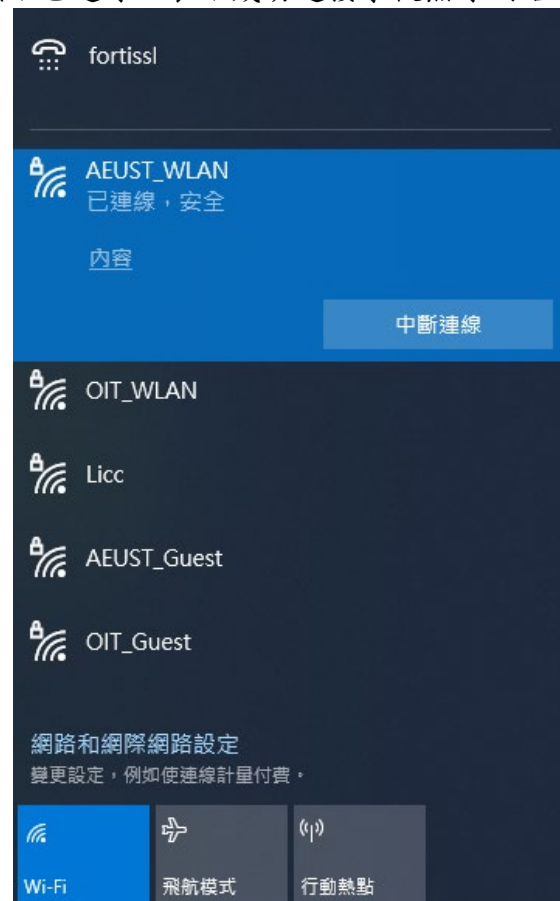 fortissl
AEUST_WLAN
已連線，安全
內容
中斷連線
OIT_WLAN
Licc
AEUST_Guest
OIT_Guest
網路和網際網路設定
變更設定，例如使連線計量付費。
Wi-Fi
飛航模式
行動熱點